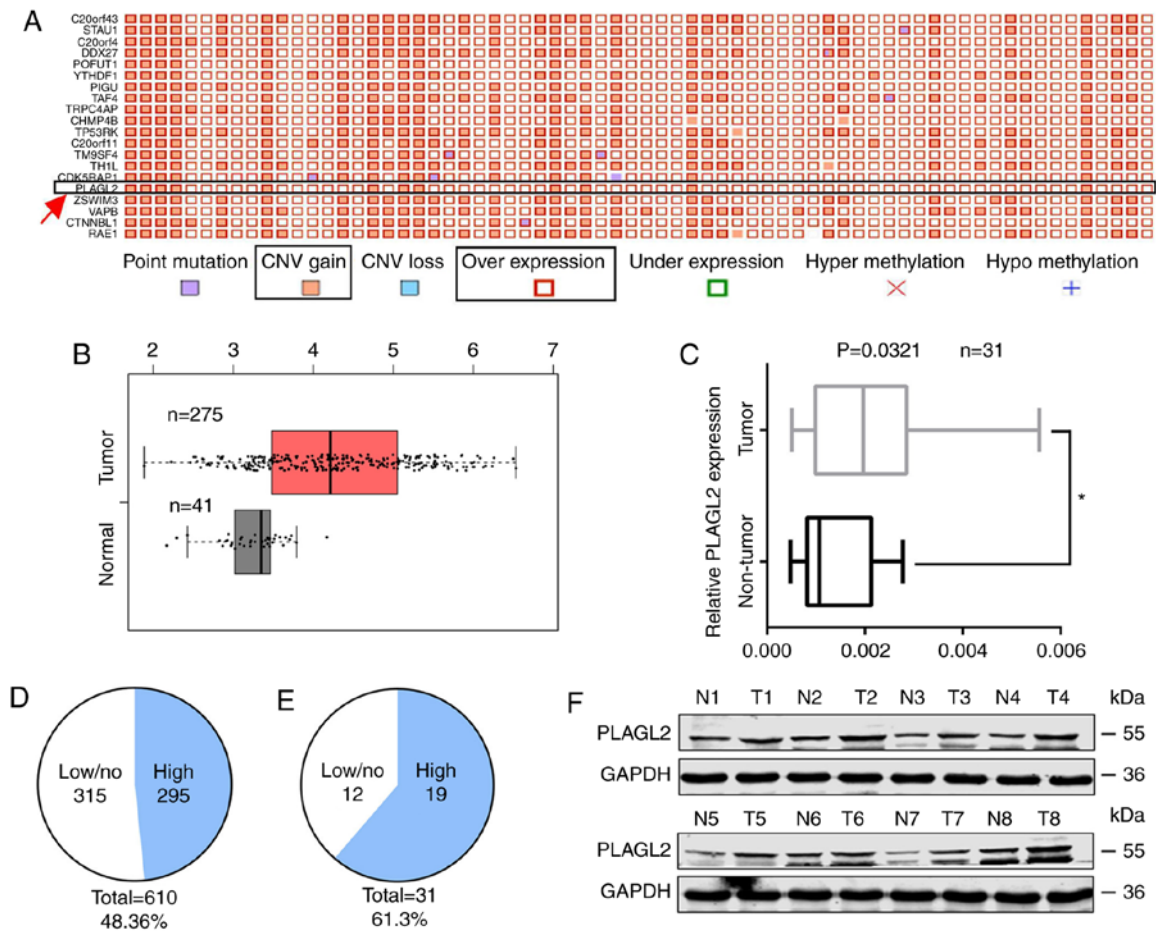 A
C20orf43
STAU1
C20orf4
DDX27
POFUT1
YTHDF1
PIGU
TAF4
TRPC4AP
CHMP4B
TP53RK
C20orf11
TM9SF4
TH1L
CDK5RAP1
PLAGL2
ZSWIM3
VAPB
CTNNBL1
RAE1
Point mutation CNV gain CNV loss Over expression Under expression Hyper methylation Hypo methylation
B
2 3 4 5 6 7
n=275
Tumor
n=41
Normal
C
P=0.0321 n=31
Relative PLAGL2 expression
Tumor
Non-tumor
*
0.000 0.002 0.004 0.006
D
Low/no
315
High
295
Total=610
48.36%
E
Low/no
12
High
19
Total=31
61.3%
F
N1 T1 N2 T2 N3 T3 N4 T4 kDa
PLAGL2 55
GAPDH 36
N5 T5 N6 T6 N7 T7 N8 T8 kDa
PLAGL2 55
GAPDH 36